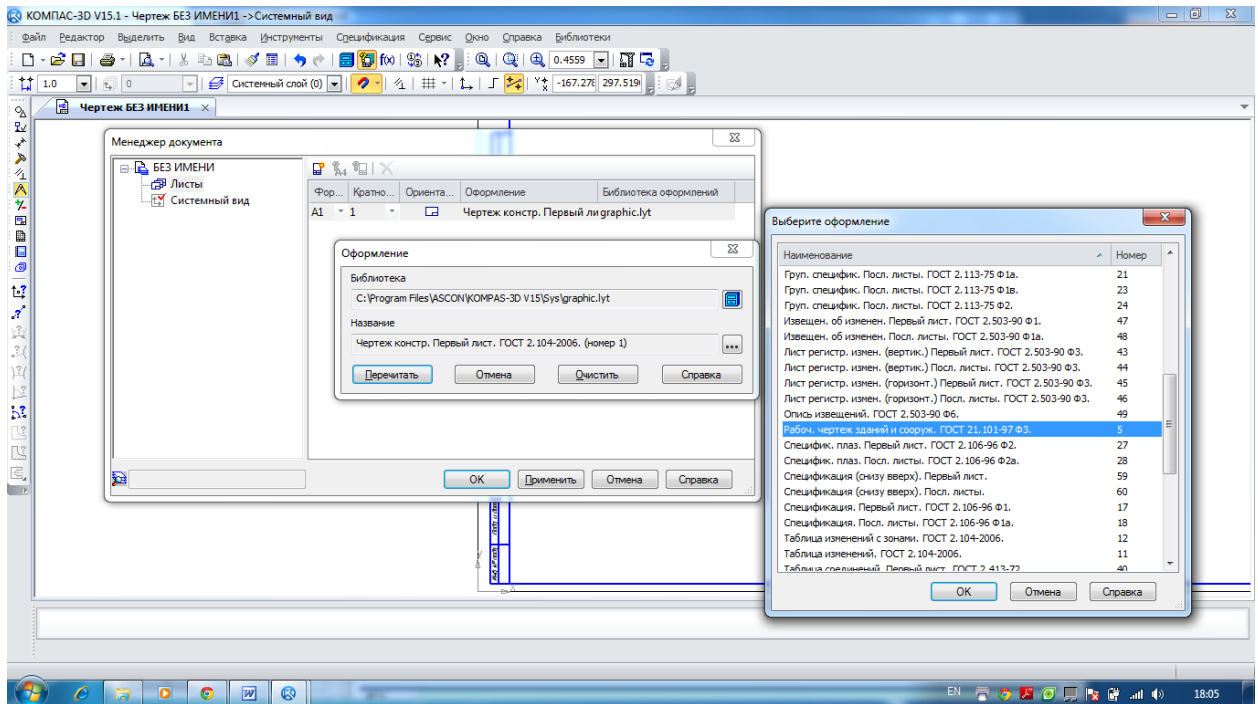 КОМПАС-3D V15.1 - Чертеж БЕЗ ИМЕНИ1 ->Системный вид
Файл Редактор Выделить Вид Вставка Инструменты Спецификация Сервис Окно Справка Библиотеки
f(x) 0.4559
1.0 0 Системный слой (0) -167.278 297.519
Чертеж БЕЗ ИМЕНИ1
Менеджер документа
БЕЗ ИМЕНИ
Листы
Системный вид
Фор... Кратно... Ориента... Оформление Библиотека оформлений
А1 1 Чертеж констр. Первый ли graphic.lyt
Оформление
Библиотека
C:\Program Files\ASCON\KOMPAS-3D V15\Sys\graphic.lyt
Название
Чертеж констр. Первый лист. ГОСТ 2.104-2006. (номер 1)
...
Перечитать Отмена Очистить Справка
OK Применить Отмена Справка
Выберите оформление
Наименование Номер
Груп. специфик. Посл. листы. ГОСТ 2.113-75 Ф1а. 21
Груп. специфик. Посл. листы. ГОСТ 2.113-75 Ф1в. 23
Груп. специфик. Посл. листы. ГОСТ 2.113-75 Ф2. 24
Извещен. об изменен. Первый лист. ГОСТ 2.503-90 Ф1. 47
Извещен. об изменен. Посл. листы. ГОСТ 2.503-90 Ф1а. 48
Лист регистр. измен. (вертик.) Первый лист. ГОСТ 2.503-90 Ф3. 43
Лист регистр. измен. (вертик.) Посл. листы. ГОСТ 2.503-90 Ф3. 44
Лист регистр. измен. (горизонт.) Первый лист. ГОСТ 2.503-90 Ф3. 45
Лист регистр. измен. (горизонт.) Посл. листы. ГОСТ 2.503-90 Ф3. 46
Опись извещений. ГОСТ 2.503-90 Ф6. 49
Рабоч. чертеж зданий и сооруж. ГОСТ 21.101-97 Ф3. 5
Специфик. плаз. Первый лист. ГОСТ 2.106-96 Ф2. 27
Специфик. плаз. Посл. листы. ГОСТ 2.106-96 Ф2а. 28
Спецификация (снизу вверх). Первый лист. 59
Спецификация (снизу вверх). Посл. листы. 60
Спецификация. Первый лист. ГОСТ 2.106-96 Ф1. 17
Спецификация. Посл. листы. ГОСТ 2.106-96 Ф1а. 18
Таблица изменений с зонами. ГОСТ 2.104-2006. 12
Таблица изменений. ГОСТ 2.104-2006. 11
Таблица соединений. Первый лист. ГОСТ 2.413-72 40
OK Отмена Справка
EN 18:05